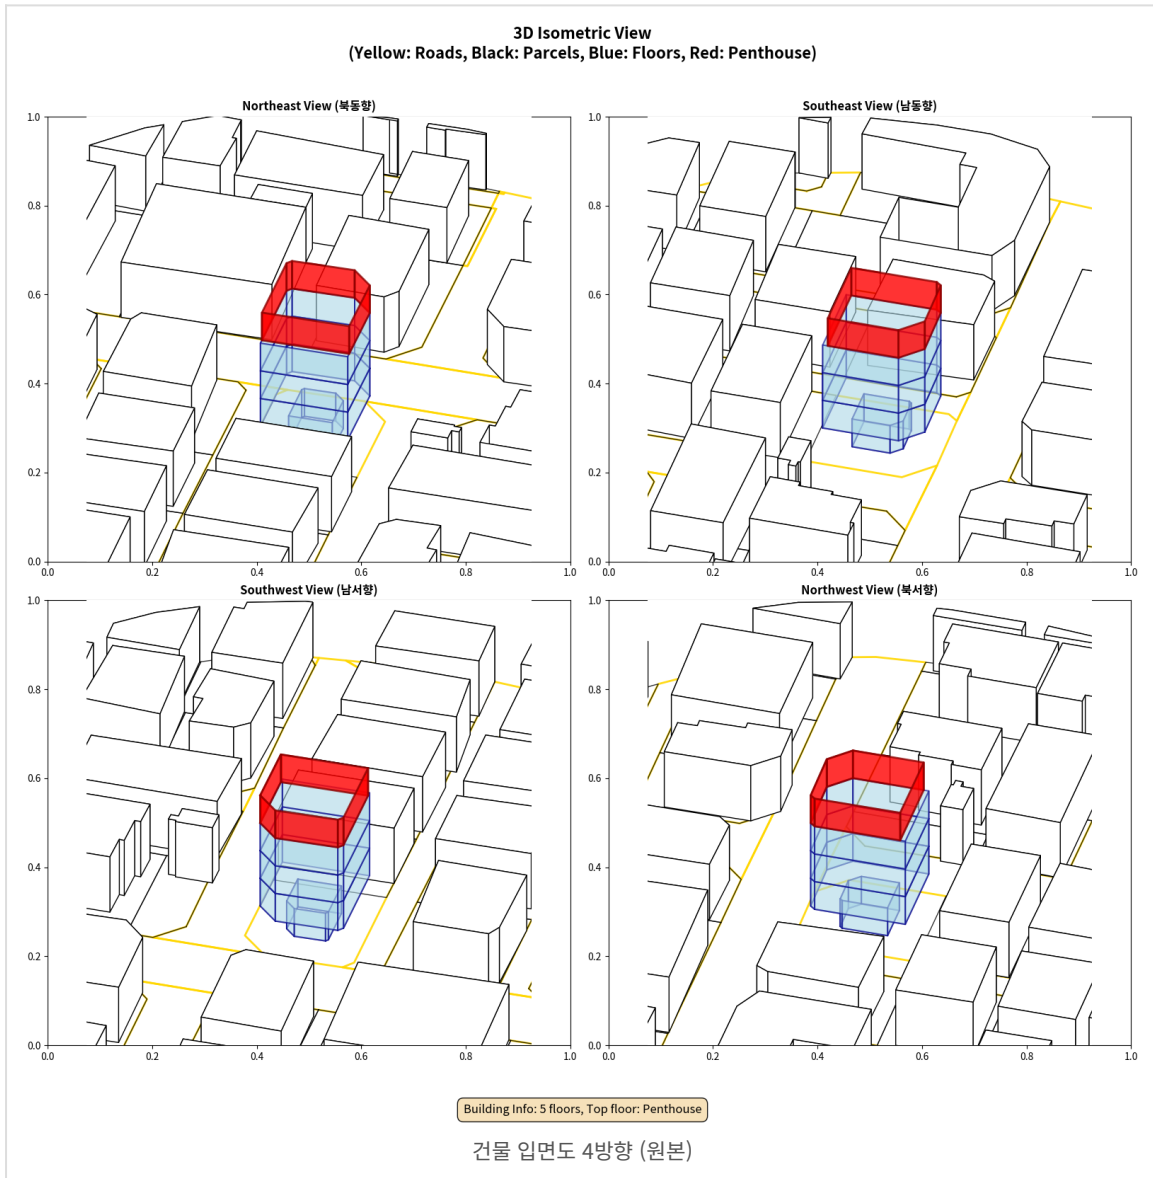 3D Isometric View
(Yellow: Roads, Black: Parcels, Blue: Floors, Red: Penthouse)
Northeast View (북동향)
1.0
0.8
0.6
0.4
0.2
0.0
0.0 0.2 0.4 0.6 0.8 1.0
Southeast View (남동향)
1.0
0.8
0.6
0.4
0.2
0.0
0.0 0.2 0.4 0.6 0.8 1.0
Southwest View (남서향)
1.0
0.8
0.6
0.4
0.2
0.0
0.0 0.2 0.4 0.6 0.8 1.0
Northwest View (북서향)
1.0
0.8
0.6
0.4
0.2
0.0
0.0 0.2 0.4 0.6 0.8 1.0
Building Info: 5 floors, Top floor: Penthouse
건물 입면도 4방향 (원본)